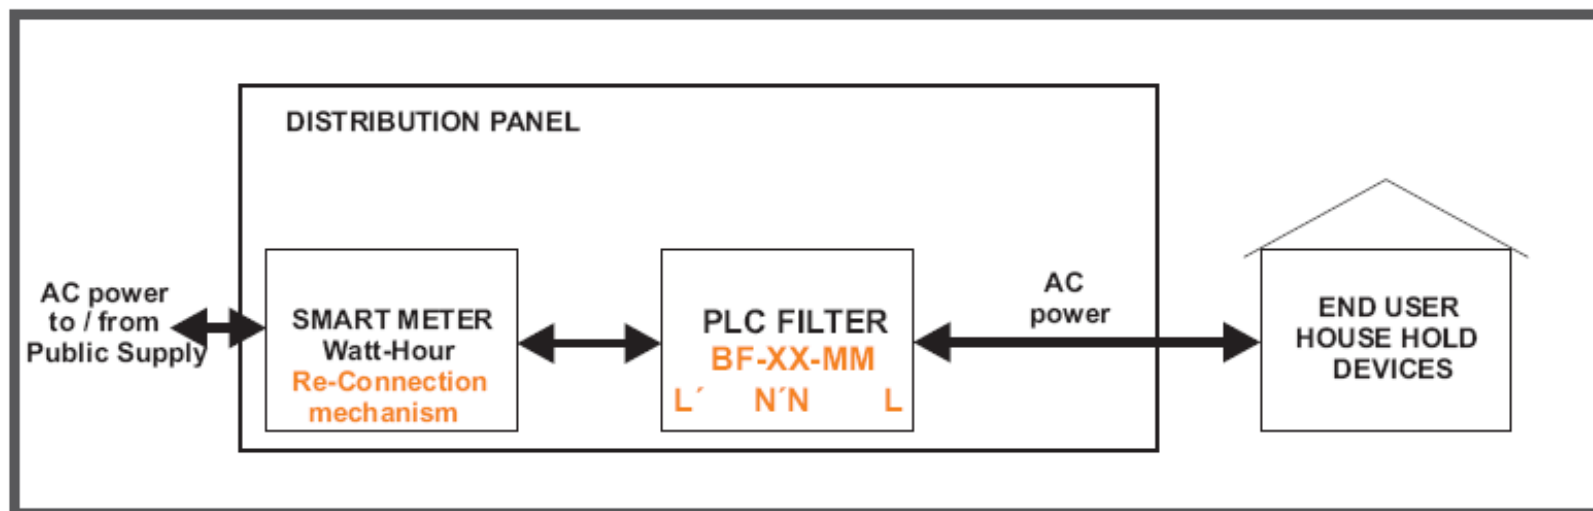 DISTRIBUTION PANEL
AC power
to / from
Public Supply
SMART METER
Watt-Hour
Re-Connection
mechanism
PLC FILTER
BF-XX-MM
L´ N´N L
AC
power
END USER
HOUSE HOLD
DEVICES